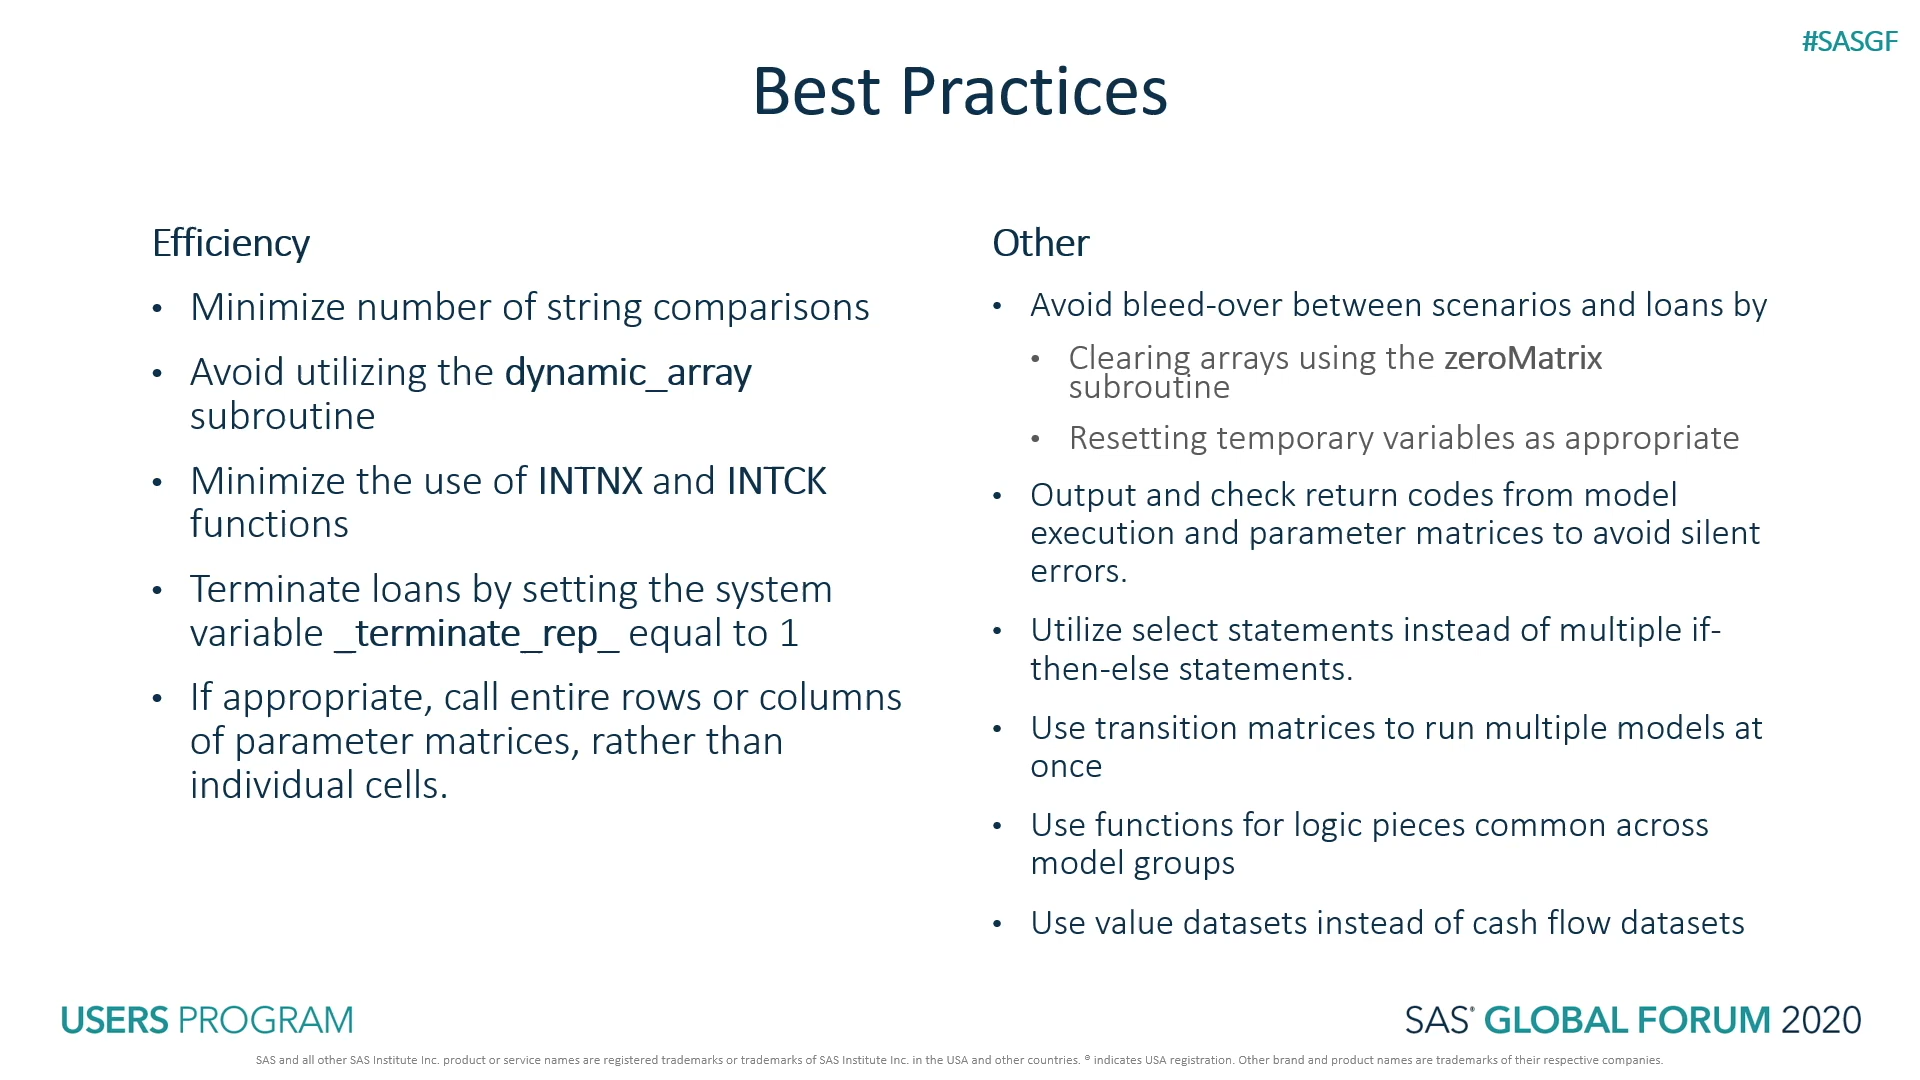 #SASGF
Best Practices
Efficiency
• Minimize number of string comparisons
• Avoid utilizing the dynamic_array
subroutine
• Minimize the use of INTNX and INTCK
functions
• Terminate loans by setting the system
variable _terminate_rep_ equal to 1
• If appropriate, call entire rows or columns
of parameter matrices, rather than
individual cells.
Other
• Avoid bleed-over between scenarios and loans by
• Clearing arrays using the zeroMatrix
subroutine
• Resetting temporary variables as appropriate
• Output and check return codes from model
execution and parameter matrices to avoid silent
errors.
• Utilize select statements instead of multiple if-
then-else statements.
• Use transition matrices to run multiple models at
once
• Use functions for logic pieces common across
model groups
• Use value datasets instead of cash flow datasets
USERS PROGRAM
SAS® GLOBAL FORUM 2020
SAS and all other SAS Institute Inc. product or service names are registered trademarks or trademarks of SAS Institute Inc. in the USA and other countries. ® indicates USA registration. Other brand and product names are trademarks of their respective companies.